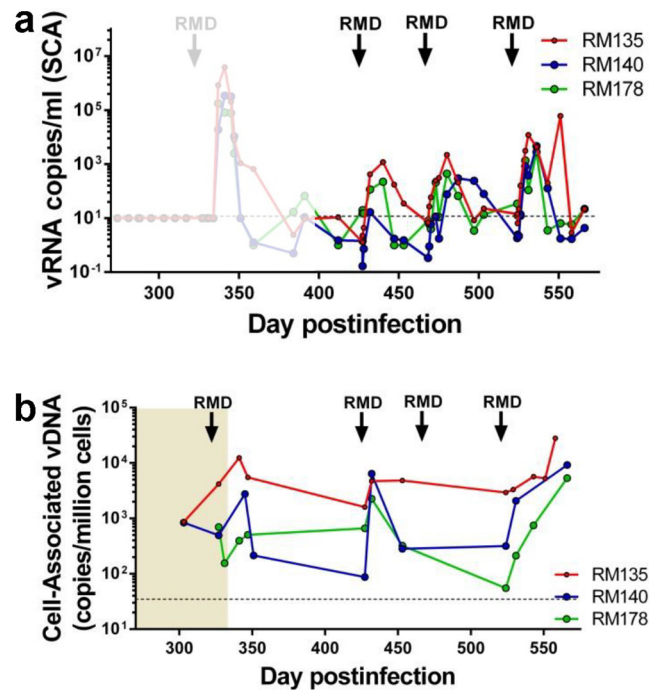 a
RMD
RMD
RMD
RMD
vRNA copies/ml (SCA)
10⁷
10⁵
10³
10¹
10⁻¹
RM135
RM140
RM178
300
350
400
450
500
550
Day postinfection
b
RMD
RMD
RMD
RMD
Cell-Associated vDNA
(copies/million cells)
10⁵
10⁴
10³
10²
10¹
RM135
RM140
RM178
300
350
400
450
500
550
Day postinfection